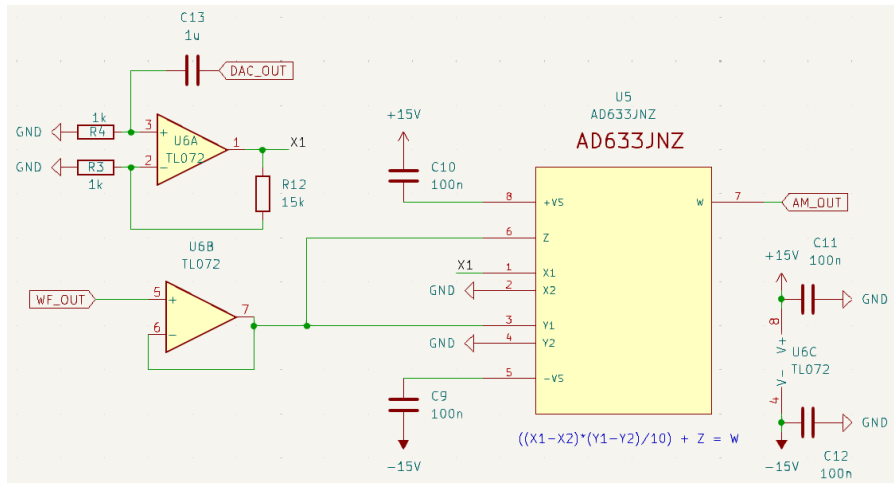 C13
1u
DAC_OUT
1k
GND
R4
3
+
U6A
TL072
1
X1
GND
R3
2
-
1k
R12
15k
U6B
TL072
WF_OUT
5
+
7
6
-
+15V
C10
100n
U5
AD633JNZ
AD633JNZ
8
+VS
W
7
AM_OUT
6
Z
X1
1
X1
GND
2
X2
3
Y1
GND
4
Y2
5
-VS
C9
100n
-15V
((X1-X2)*(Y1-Y2)/10) + Z = W
C11
+15V
100n
GND
8
V+
U6C
TL072
V-
4
GND
C12
-15V
100n